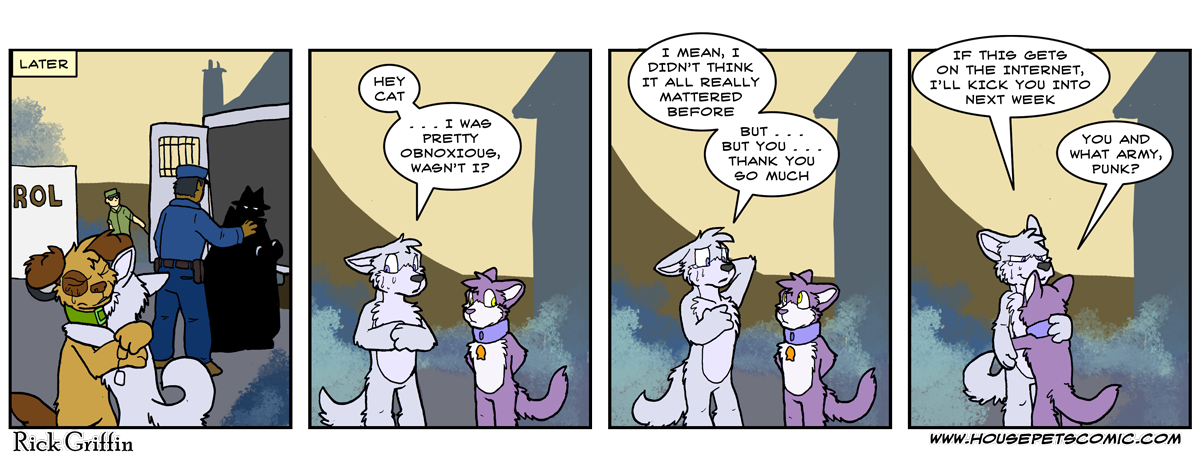 LATER
ROL
HEY
CAT
. . . I WAS
PRETTY
OBNOXIOUS,
WASN'T I?
I MEAN, I
DIDN'T THINK
IT ALL REALLY
MATTERED
BEFORE
BUT . . .
BUT YOU . . .
THANK YOU
SO MUCH
IF THIS GETS
ON THE INTERNET,
I'LL KICK YOU INTO
NEXT WEEK
YOU AND
WHAT ARMY,
PUNK?
Rick Griffin
WWW.HOUSEPETSCOMIC.COM